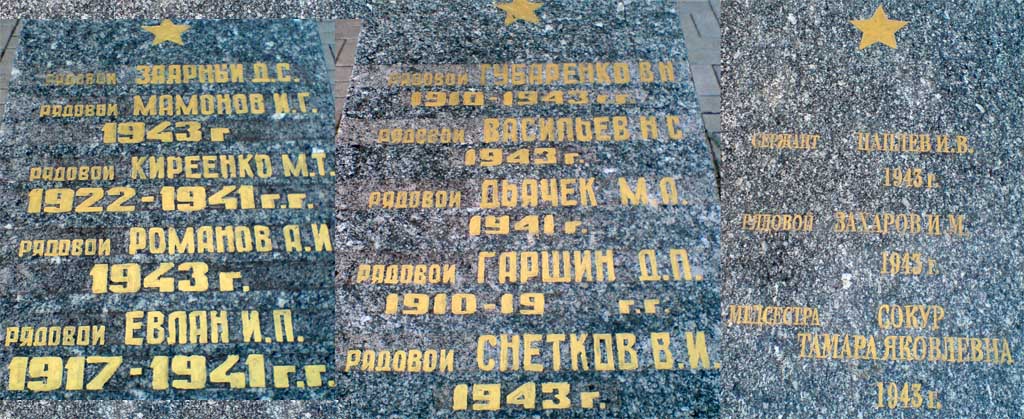 РЯДОВОЙ ЗААРНЫЙ Д.С.
РЯДОВОЙ МАМОНОВ И.Г.
1943 г
РЯДОВОЙ КИРЕЕНКО М.Т.
1922-1941 г.г.
РЯДОВОЙ РОМАНОВ А.И
1943 г.
РЯДОВОЙ ЕВЛАН И.П.
1917-1941 г.г.
РЯДОВОЙ ГУБАРЕНКО В.Н
1910-1943 г.г.
РЯДОВОЙ ВАСИЛЬЕВ Н С
1943 г.
РЯДОВОЙ ДЬЯЧЕК М.П.
1941 г.
РЯДОВОЙ ГАРШИН Д.П.
1910-19 г.г.
РЯДОВОЙ СНЕТКОВ В.И.
1943 г.
СЕРЖАНТ И.В.
1943 г.
РЯДОВОЙ ЗАХАРОВ И.М.
1943 г.
МЕДСЕСТРА СОКУР
ТАМАРА ЯКОВЛЕВНА
1943 г.